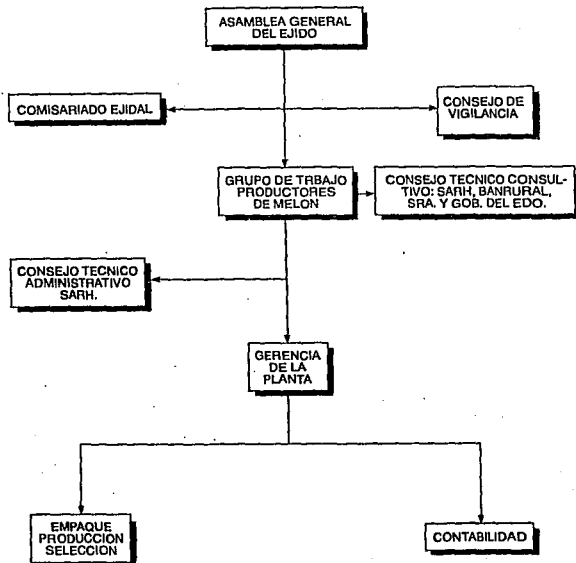 ASAMBLEA GENERAL
DEL EJIDO
COMISARIADO EJIDAL
CONSEJO DE
VIGILANCIA
GRUPO DE TRBAJO
PRODUCTORES
DE MELON
CONSEJO TECNICO CONSUL-
TIVO: SARH, BANRURAL,
SRA. Y GOB. DEL EDO.
CONSEJO TECNICO
ADMINISTRATIVO
SARH.
GERENCIA
DE LA
PLANTA
EMPAQUE
PRODUCCION
SELECCION
CONTABILIDAD